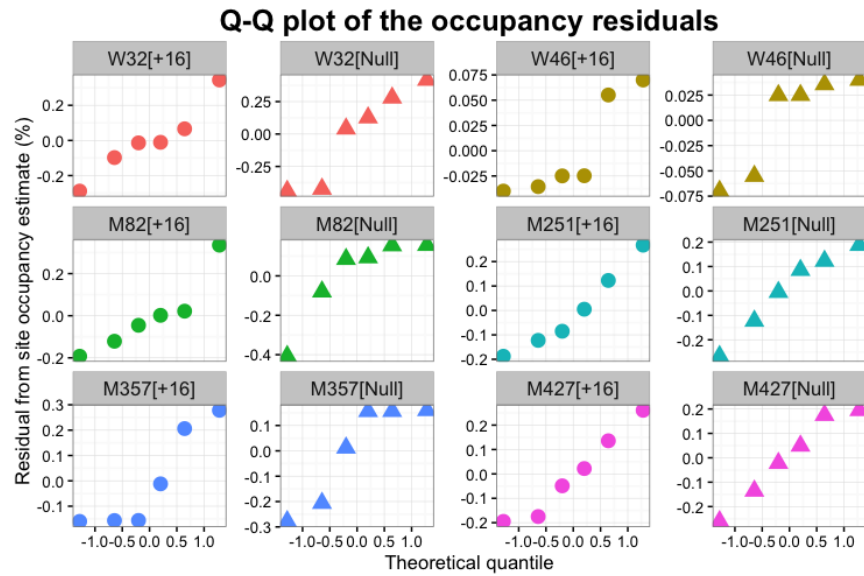 Q-Q plot of the occupancy residuals
W32[+16] W32[Null] W46[+16] W46[Null]
0.2 0.0 -0.2
0.25 0.00 -0.25
0.075 0.050 0.025 0.000 -0.025
0.025 0.000 -0.025 -0.050 -0.075
M82[+16] M82[Null] M251[+16] M251[Null]
0.2 0.0 -0.2
0.0 -0.2 -0.4
0.2 0.1 0.0 -0.1 -0.2
0.2 0.1 0.0 -0.1 -0.2
M357[+16] M357[Null] M427[+16] M427[Null]
0.3 0.2 0.1 0.0 -0.1
0.1 0.0 -0.1 -0.2 -0.3
0.2 0.1 0.0 -0.1 -0.2
0.2 0.1 0.0 -0.1 -0.2
-1.0 -0.5 0.0 0.5 1.0 -1.0 -0.5 0.0 0.5 1.0 -1.0 -0.5 0.0 0.5 1.0 -1.0 -0.5 0.0 0.5 1.0
Theoretical quantile
Residual from site occupancy estimate (%)